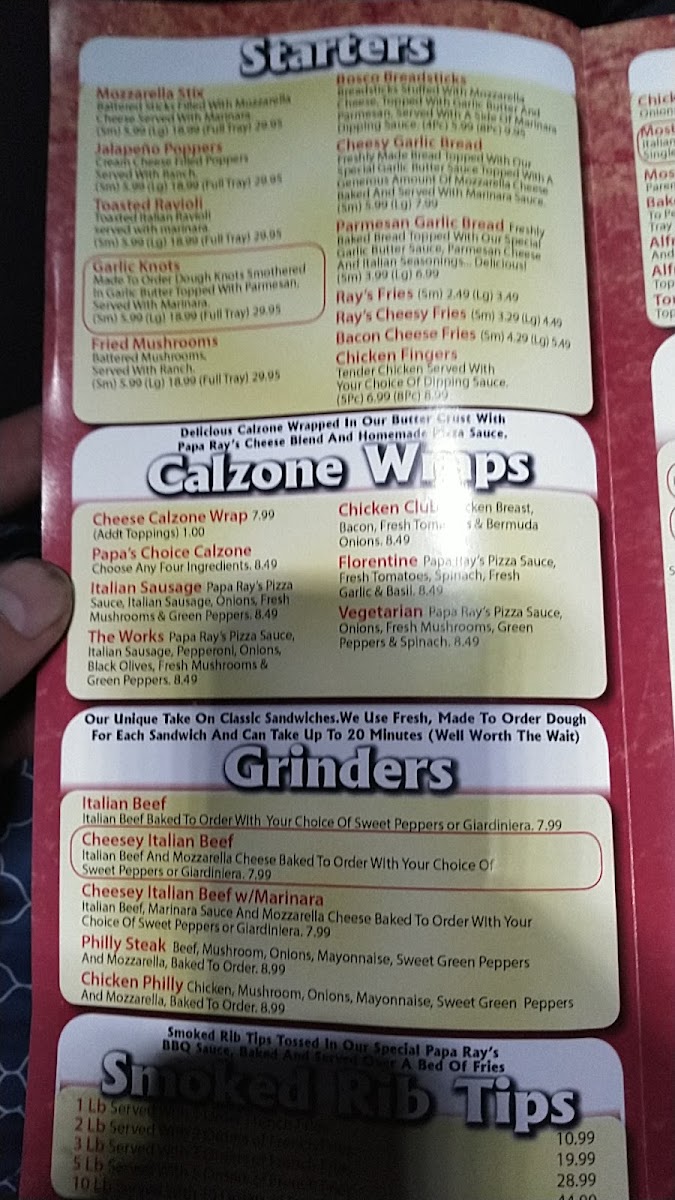 Starters
Mozzarella Stix
Battered Sticks Filled With Mozzarella
Cheese Served With Marinara
(Sm) 5.99 (Lg) 18.99 (Full Tray) 29.95
Jalapeño Poppers
Cream Cheese Filled Poppers
Served With Ranch.
(Sm) 5.99 (Lg) 18.99 (Full Tray) 29.95
Toasted Ravioli
Toasted Italian Ravioli
served with marinara.
(Sm) 5.99 (Lg) 18.99 (Full Tray) 29.95
Garlic Knots
Made To Order Dough Knots Smothered
In Garlic Butter Topped With Parmesan,
Served With Marinara.
(Sm) 5.99 (Lg) 18.99 (Full Tray) 29.95
Fried Mushrooms
Battered Mushrooms,
Served With Ranch.
(Sm) 5.99 (Lg) 18.99 (Full Tray) 29.95
Bosco Breadsticks
Breadsticks Stuffed With Mozzarella
Cheese, Topped With Garlic Butter And
Parmesan, Served With A Side Of Marinara
Dipping Sauce. (4Pc) 5.99 (8Pc) 9.95
Cheesy Garlic Bread
Freshly Made Bread Topped With Our
Special Garlic Butter Sauce Topped With A
Generous Amount Of Mozzarella Cheese
Baked And Served With Marinara Sauce.
(Sm) 5.99 (Lg) 7.99
Parmesan Garlic Bread Freshly
Baked Bread Topped With Our Special
Garlic Butter Sauce, Parmesan Cheese
And Italian Seasonings... Delicious!
(Sm) 3.99 (Lg) 6.99
Ray's Fries (Sm) 2.49 (Lg) 3.49
Ray's Cheesy Fries (Sm) 3.29 (Lg) 4.49
Bacon Cheese Fries (Sm) 4.29 (Lg) 5.49
Chicken Fingers
Tender Chicken Served With
Your Choice Of Dipping Sauce.
(5Pc) 6.99 (8Pc) 8.99
Delicious Calzone Wrapped In Our Butter Crust With
Papa Ray's Cheese Blend And Homemade Pizza Sauce.
Calzone Wraps
Cheese Calzone Wrap 7.99
(Addt Toppings) 1.00
Papa's Choice Calzone
Choose Any Four Ingredients. 8.49
Italian Sausage Papa Ray's Pizza
Sauce, Italian Sausage, Onions, Fresh
Mushrooms & Green Peppers. 8.49
The Works Papa Ray's Pizza Sauce,
Italian Sausage, Pepperoni, Onions,
Black Olives, Fresh Mushrooms &
Green Peppers. 8.49
Chicken Club Chicken Breast,
Bacon, Fresh Tomatoes & Bermuda
Onions. 8.49
Florentine Papa Ray's Pizza Sauce,
Fresh Tomatoes, Spinach, Fresh
Garlic & Basil. 8.49
Vegetarian Papa Ray's Pizza Sauce,
Onions, Fresh Mushrooms, Green
Peppers & Spinach. 8.49
Our Unique Take On Classic Sandwiches.We Use Fresh, Made To Order Dough
For Each Sandwich And Can Take Up To 20 Minutes (Well Worth The Wait)
Grinders
Italian Beef
Italian Beef Baked To Order With Your Choice Of Sweet Peppers or Giardiniera. 7.99
Cheesey Italian Beef
Italian Beef And Mozzarella Cheese Baked To Order With Your Choice Of
Sweet Peppers or Giardiniera. 7.99
Cheesey Italian Beef w/Marinara
Italian Beef, Marinara Sauce And Mozzarella Cheese Baked To Order With Your
Choice Of Sweet Peppers or Giardiniera. 7.99
Philly Steak Beef, Mushroom, Onions, Mayonnaise, Sweet Green Peppers
And Mozzarella, Baked To Order. 8.99
Chicken Philly Chicken, Mushroom, Onions, Mayonnaise, Sweet Green Peppers
And Mozzarella, Baked To Order. 8.99
Smoked Rib Tips Tossed In Our Special Papa Ray's
BBQ Sauce, Baked And Served Over A Bed Of Fries
Smoked Rib Tips
1 Lb Served 10.99
2 Lb Served 19.99
3 Lb Served 28.99
5 Lb
10 Lb